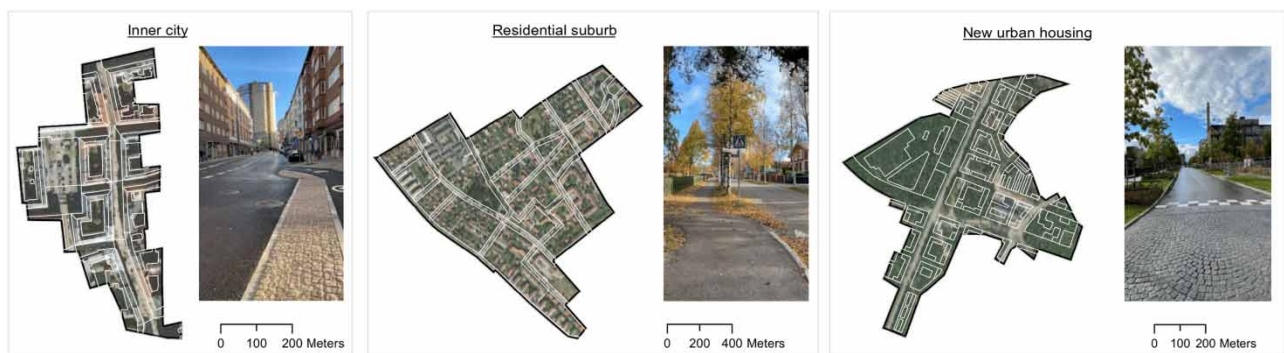 Inner city
Residential suburb
New urban housing
0 100 200 Meters
0 200 400 Meters
0 100 200 Meters